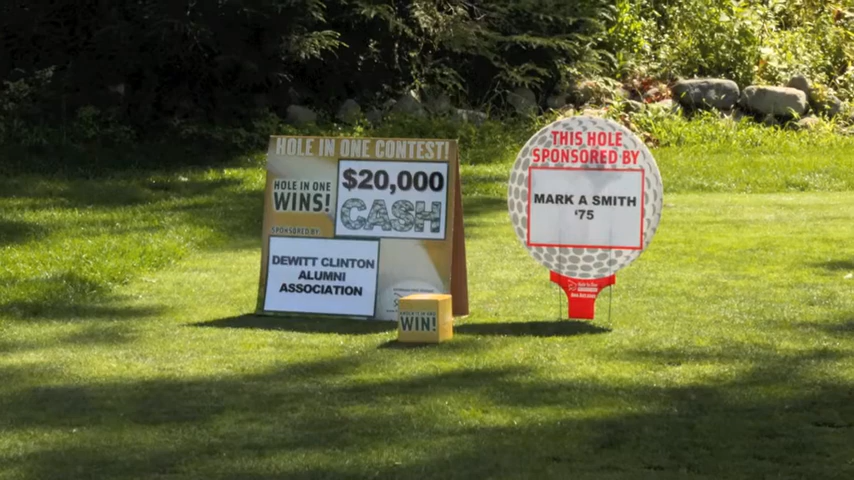 HOLE IN ONE CONTEST!
HOLE IN ONE
WINS!
$20,000
CASH
SPONSORED BY
DEWITT CLINTON
ALUMNI
ASSOCIATION
WIN!
THIS HOLE
SPONSORED BY
MARK A SMITH
'75